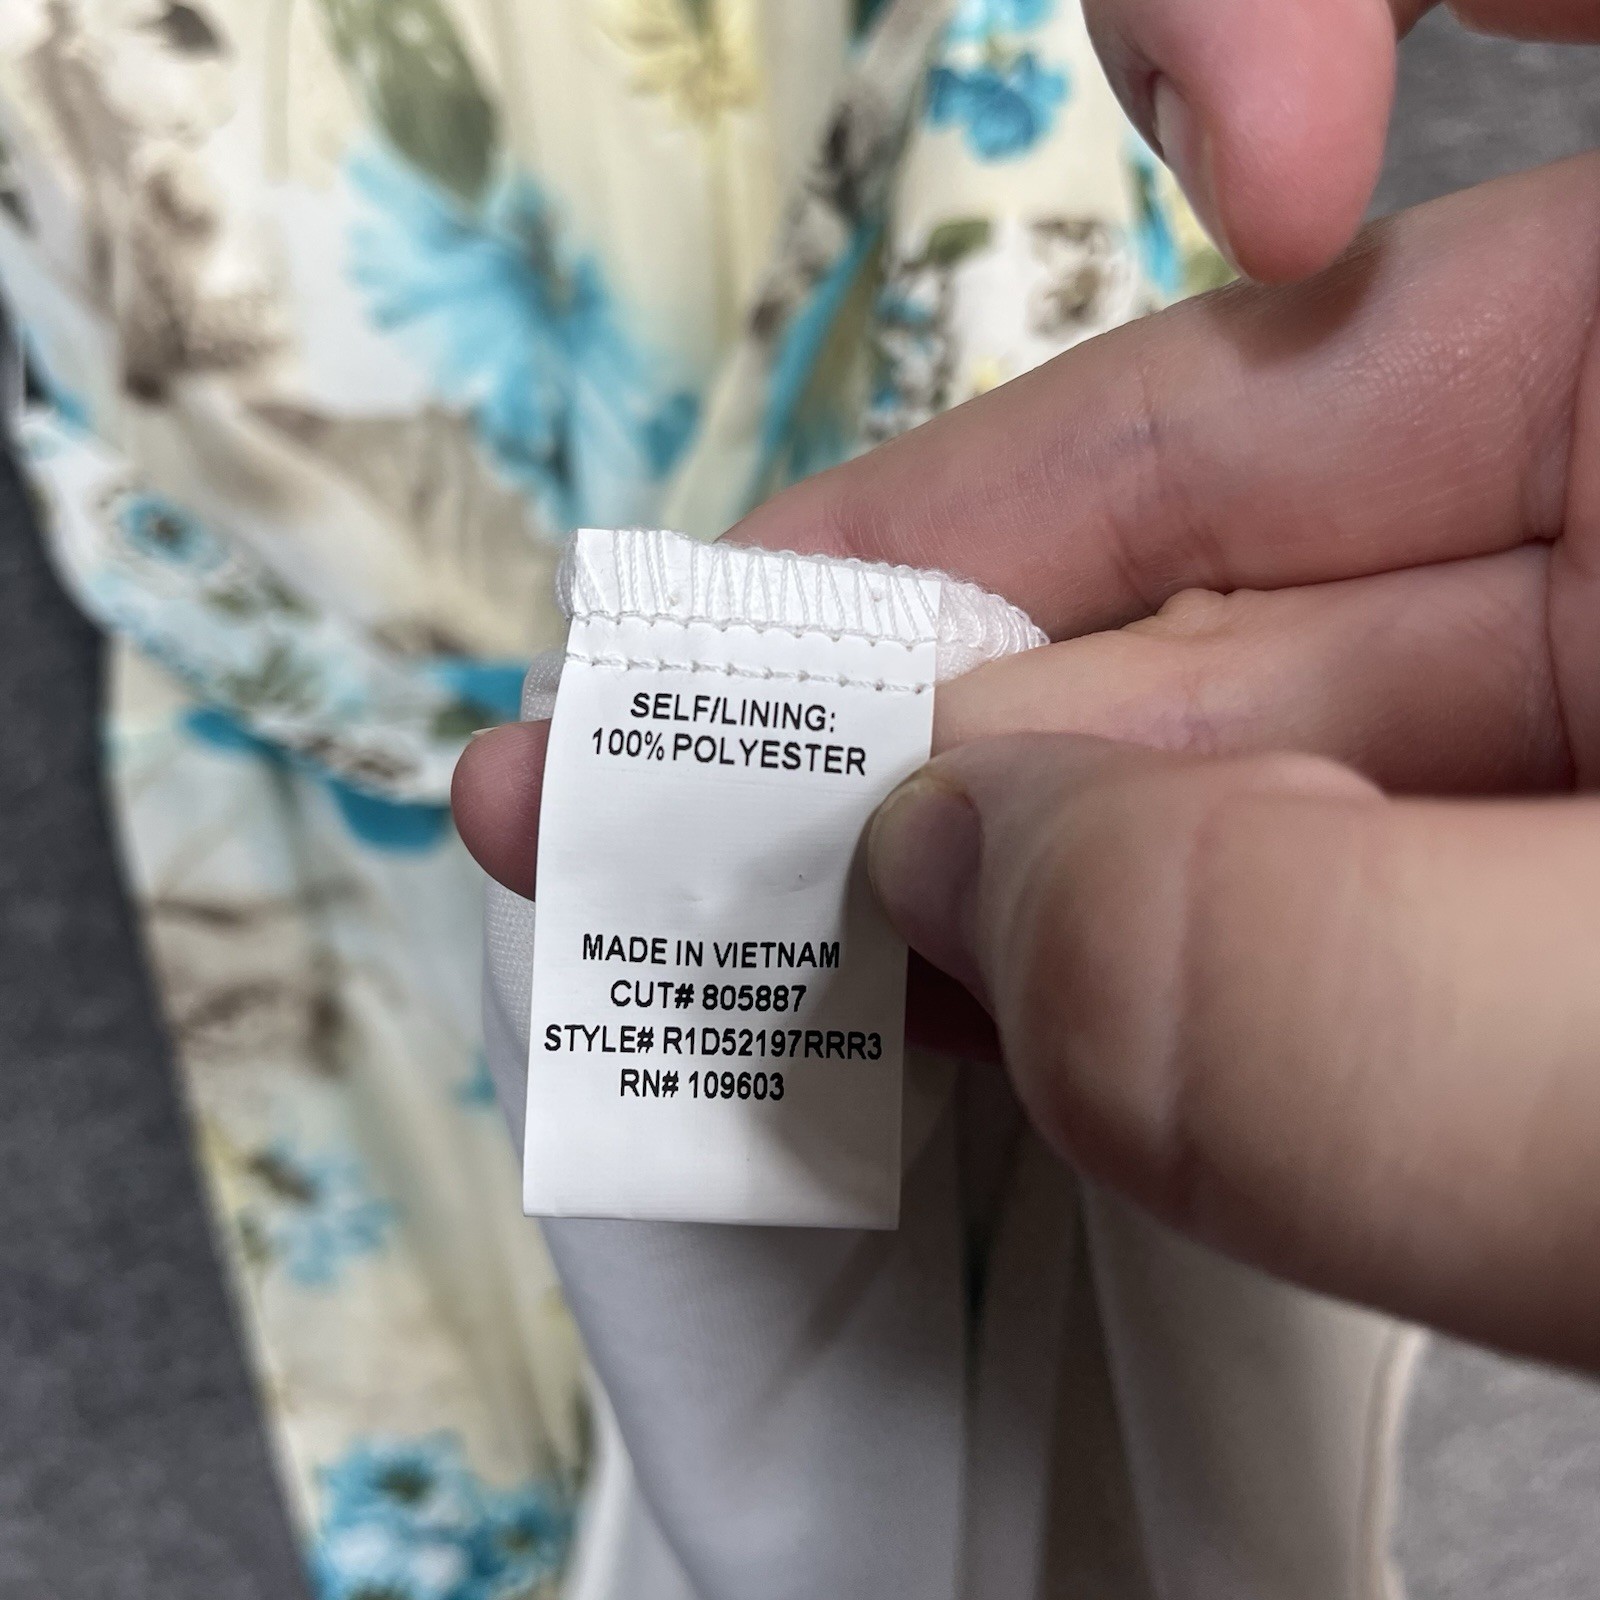 SELF/LINING:
100% POLYESTER
MADE IN VIETNAM
CUT# 805887
STYLE# R1D52197RRR3
RN# 109603